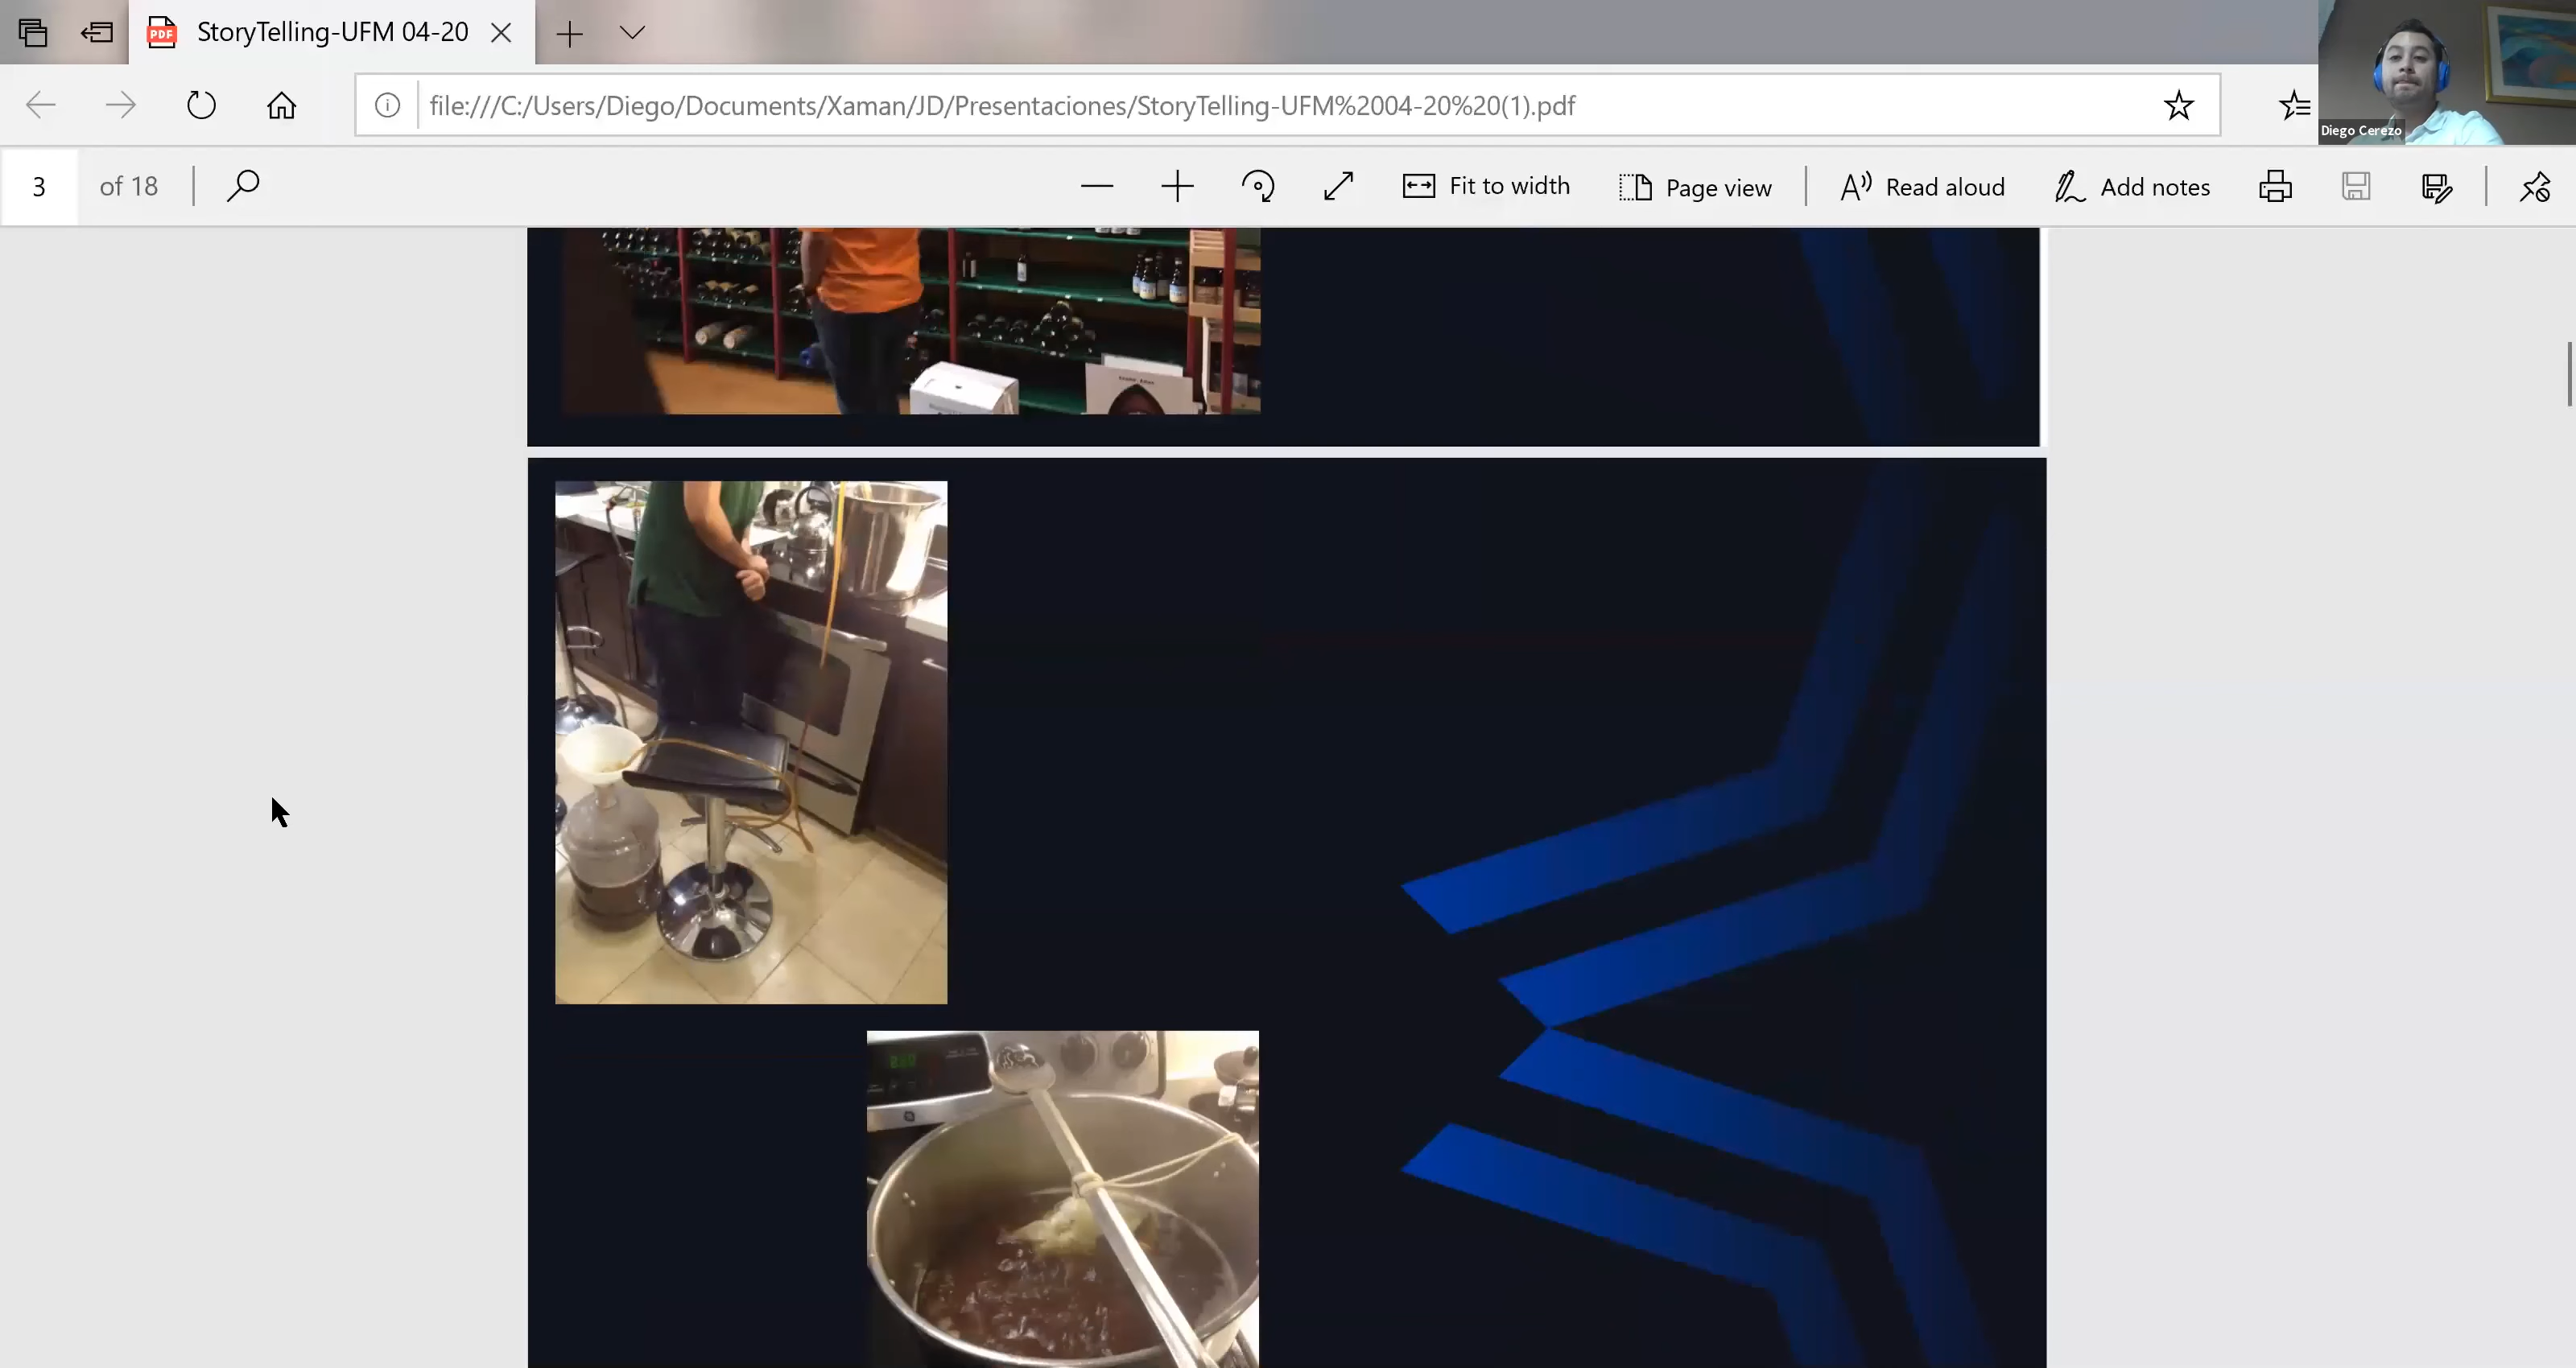 PDF StoryTelling-UFM 04-20
file:///C:/Users/Diego/Documents/Xaman/JD/Presentaciones/StoryTelling-UFM%2004-20%20(1).pdf
Diego Cerezo
3 of 18 Fit to width Page view Read aloud Add notes